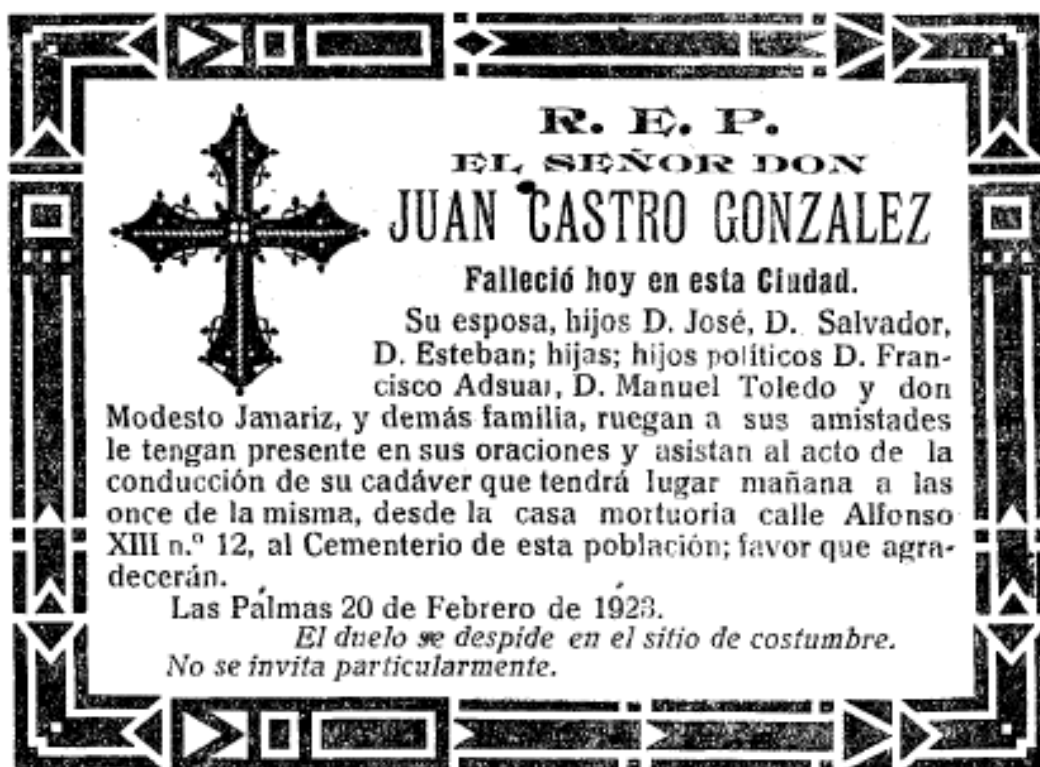 R. E. P.
EL SEÑOR DON
JUAN CASTRO GONZALEZ
Falleció hoy en esta Ciudad.
Su esposa, hijos D. José, D. Salvador,
D. Esteban; hijas; hijos políticos D. Fran-
cisco Adsuar, D. Manuel Toledo y don
Modesto Janariz, y demás familia, ruegan a sus amistades
le tengan presente en sus oraciones y asistan al acto de la
conducción de su cadáver que tendrá lugar mañana a las
once de la misma, desde la casa mortuoria calle Alfonso
XIII n.º 12, al Cementerio de esta población; favor que agra-
decerán.
Las Palmas 20 de Febrero de 1923.
El duelo se despide en el sitio de costumbre.
No se invita particularmente.